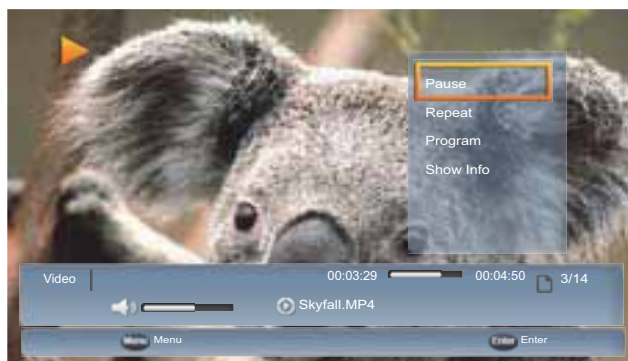 Pause
Repeat
Program
Show Info
Video 00:03:29 00:04:50 3/14
Skyfall.MP4
Menu Menu Enter Enter